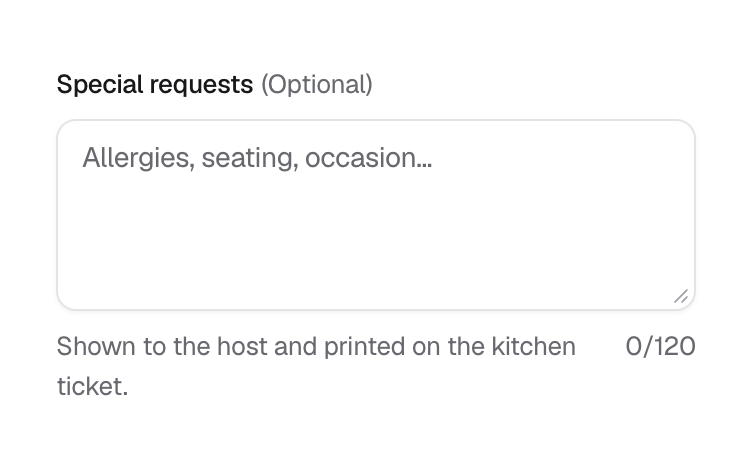 Special requests (Optional)
Allergies, seating, occasion...
Shown to the host and printed on the kitchen 0/120
ticket.